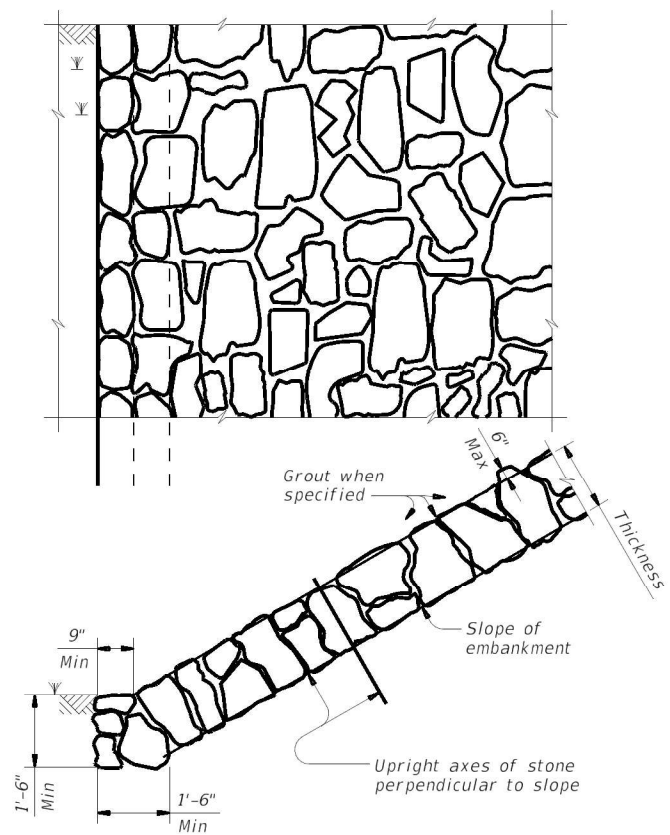 6"
Max
Grout when
specified
Thickness
Slope of
embankment
9"
Min
1'-6"
Min
1'-6"
Min
Upright axes of stone
perpendicular to slope